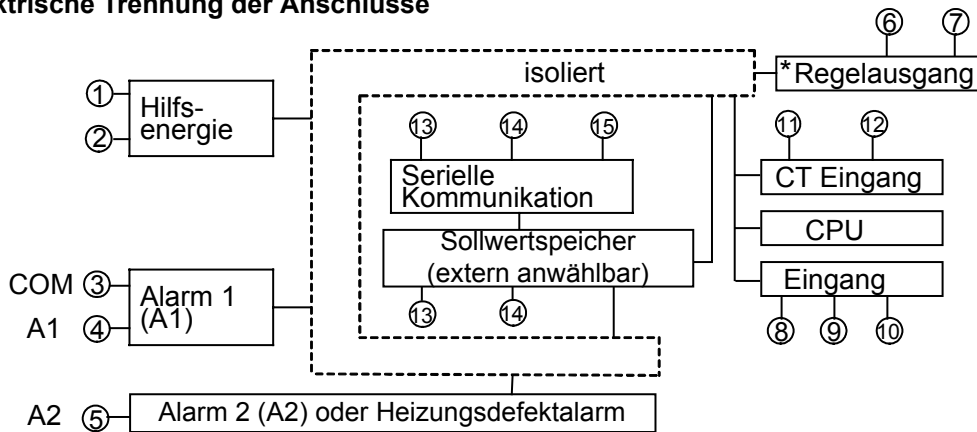 ktrische Trennung der Anschlüsse
⑥ ⑦
isoliert
*Regelausgang
① Hilfs-
② energie
⑬ ⑭ ⑮
⑪ ⑫
Serielle
Kommunikation
CT Eingang
Sollwertspeicher
(extern anwählbar)
CPU
COM ③ Alarm 1
A1 ④ (A1)
⑬ ⑭
Eingang
⑧ ⑨ ⑩
A2 ⑤ Alarm 2 (A2) oder Heizungsdefektalarm